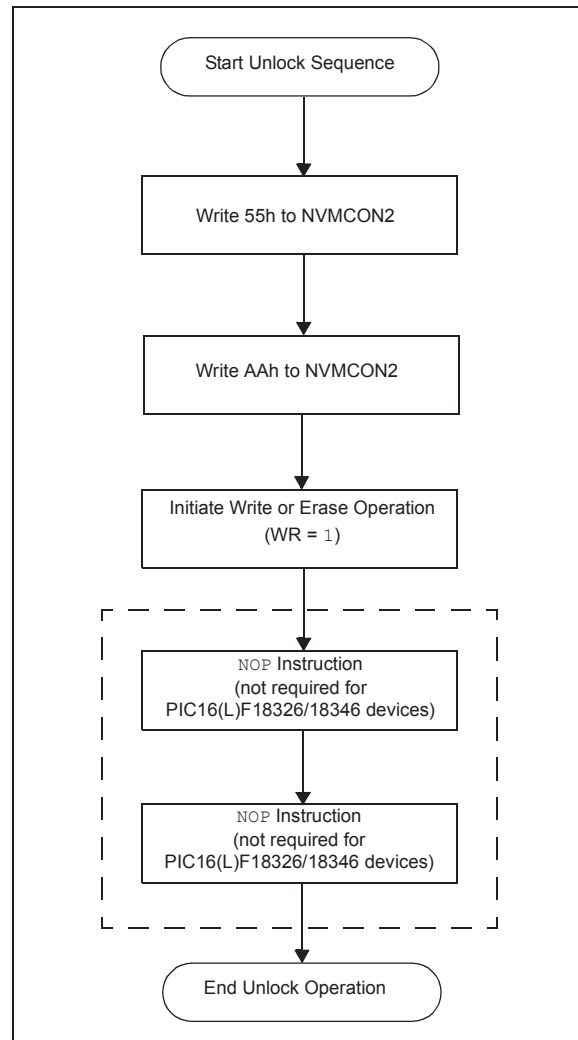 Start Unlock Sequence
Write 55h to NVMCON2
Write AAh to NVMCON2
Initiate Write or Erase Operation
(WR = 1)
NOP Instruction
(not required for
PIC16(L)F18326/18346 devices)
NOP Instruction
(not required for
PIC16(L)F18326/18346 devices)
End Unlock Operation